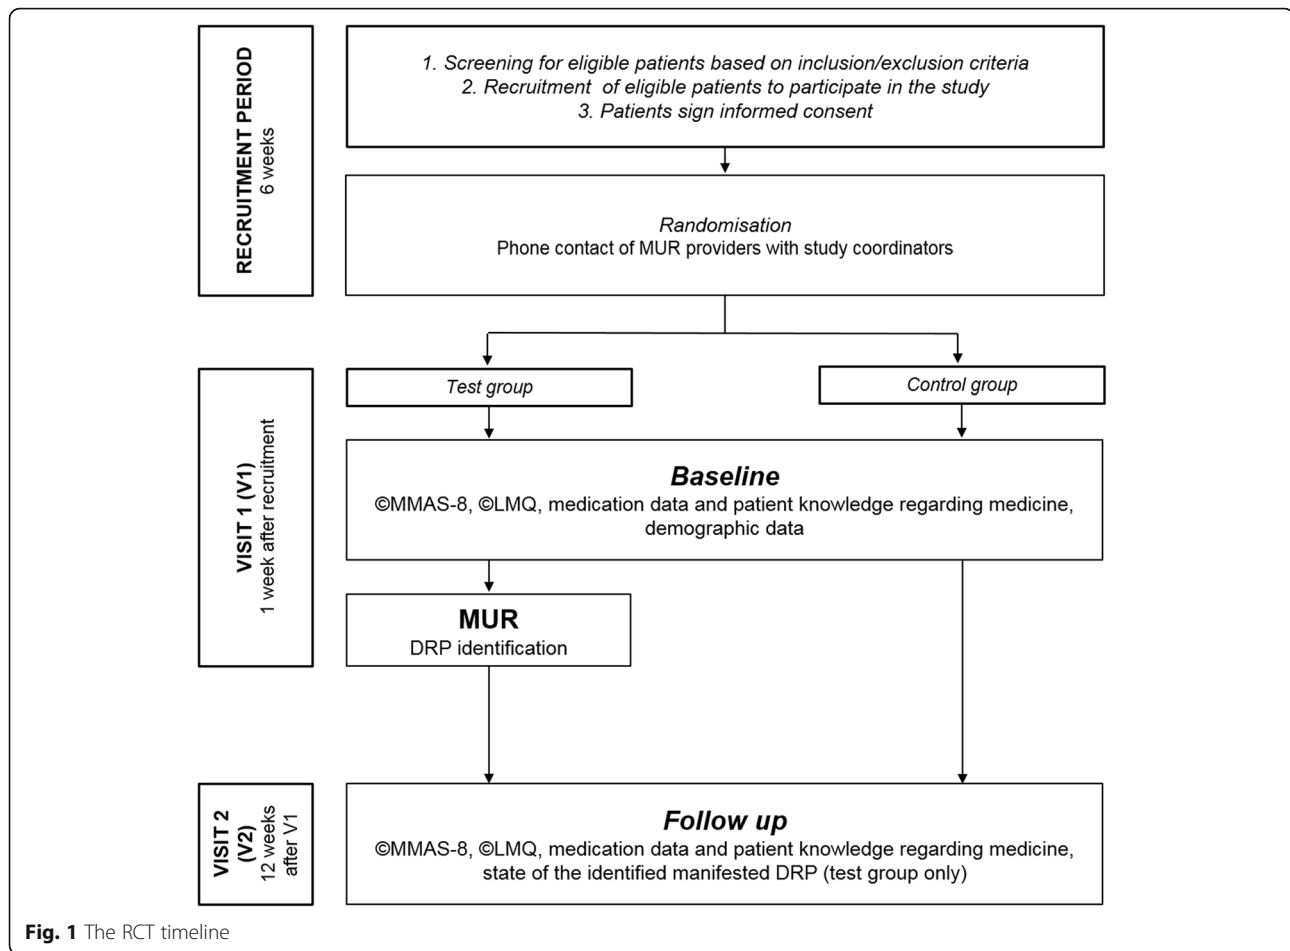 RECRUITMENT PERIOD
6 weeks
1. Screening for eligible patients based on inclusion/exclusion criteria
2. Recruitment of eligible patients to participate in the study
3. Patients sign informed consent
Randomisation
Phone contact of MUR providers with study coordinators
Test group
Control group
VISIT 1 (V1)
1 week after recruitment
Baseline
©MMAS-8, ©LMQ, medication data and patient knowledge regarding medicine,
demographic data
MUR
DRP identification
VISIT 2
(V2)
12 weeks
after V1
Follow up
©MMAS-8, ©LMQ, medication data and patient knowledge regarding medicine,
state of the identified manifested DRP (test group only)
Fig. 1 The RCT timeline